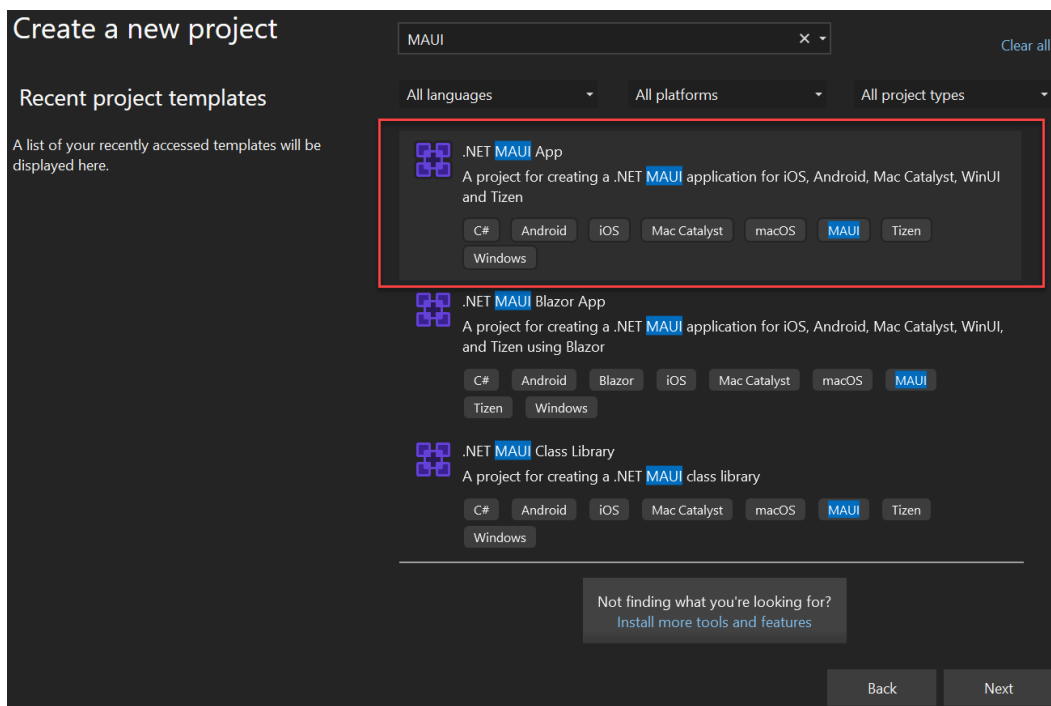 Create a new project
MAUI
Clear all
Recent project templates
All languages
All platforms
All project types
A list of your recently accessed templates will be
displayed here.
.NET MAUI App
A project for creating a .NET MAUI application for iOS, Android, Mac Catalyst, WinUI
and Tizen
C# Android iOS Mac Catalyst macOS MAUI Tizen
Windows
.NET MAUI Blazor App
A project for creating a .NET MAUI application for iOS, Android, Mac Catalyst, WinUI,
and Tizen using Blazor
C# Android Blazor iOS Mac Catalyst macOS MAUI
Tizen Windows
.NET MAUI Class Library
A project for creating a .NET MAUI class library
C# Android iOS Mac Catalyst macOS MAUI Tizen
Windows
Not finding what you're looking for?
Install more tools and features
Back
Next